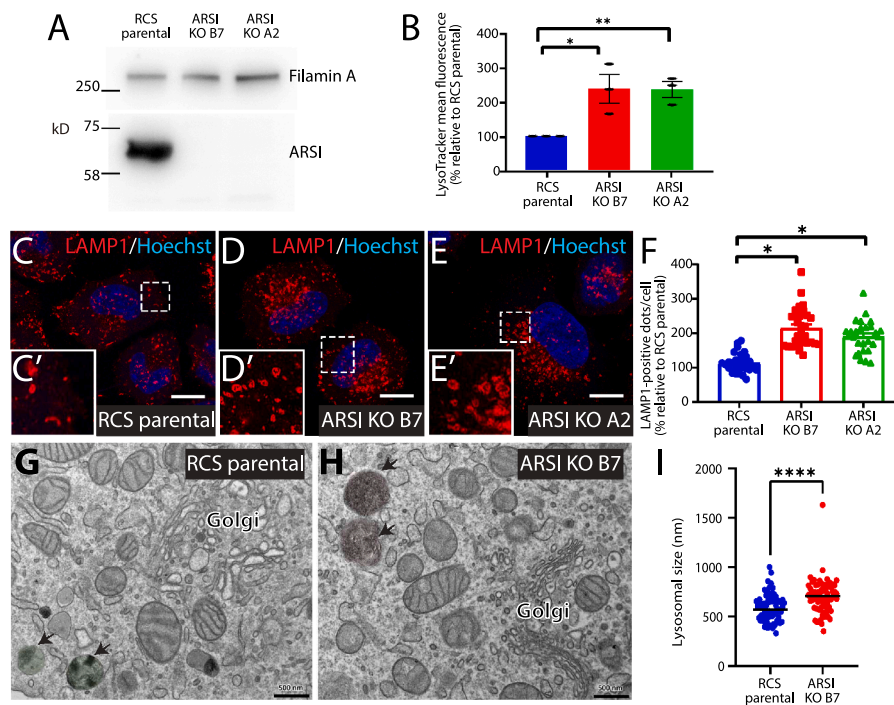 A
RCS
parental
ARSI
KO B7
ARSI
KO A2
Filamin A
250
kD
75
58
ARSI
B
LysoTracker mean fluorescence
(% relative to RCS parental)
400
300
200
100
0
*
**
RCS
parental
ARSI
KO B7
ARSI
KO A2
C
LAMP1/Hoechst
C'
RCS parental
D
LAMP1/Hoechst
D'
ARSI KO B7
E
LAMP1/Hoechst
E'
ARSI KO A2
F
LAMP1-positive dots/cell
(% relative to RCS parental)
500
400
300
200
100
0
*
*
RCS
parental
ARSI
KO B7
ARSI
KO A2
G
RCS parental
Golgi
500 nm
H
ARSI KO B7
Golgi
500 nm
I
Lysosomal size (nm)
2000
1500
1000
500
0
****
RCS
parental
ARSI
KO B7